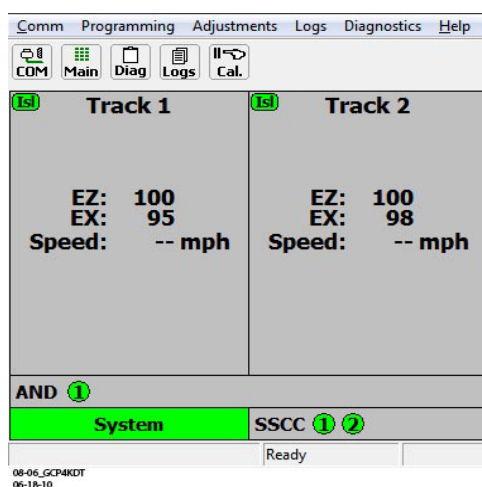 Comm Programming Adjustments Logs Diagnostics Help
COM Main Diag Logs Cal.
Isl Track 1 Isl Track 2
EZ: 100 EZ: 100
EX: 95 EX: 98
Speed: -- mph Speed: -- mph
AND 1
System SSCC 1 2
Ready
08-06_GCP4KDT
06-18-10